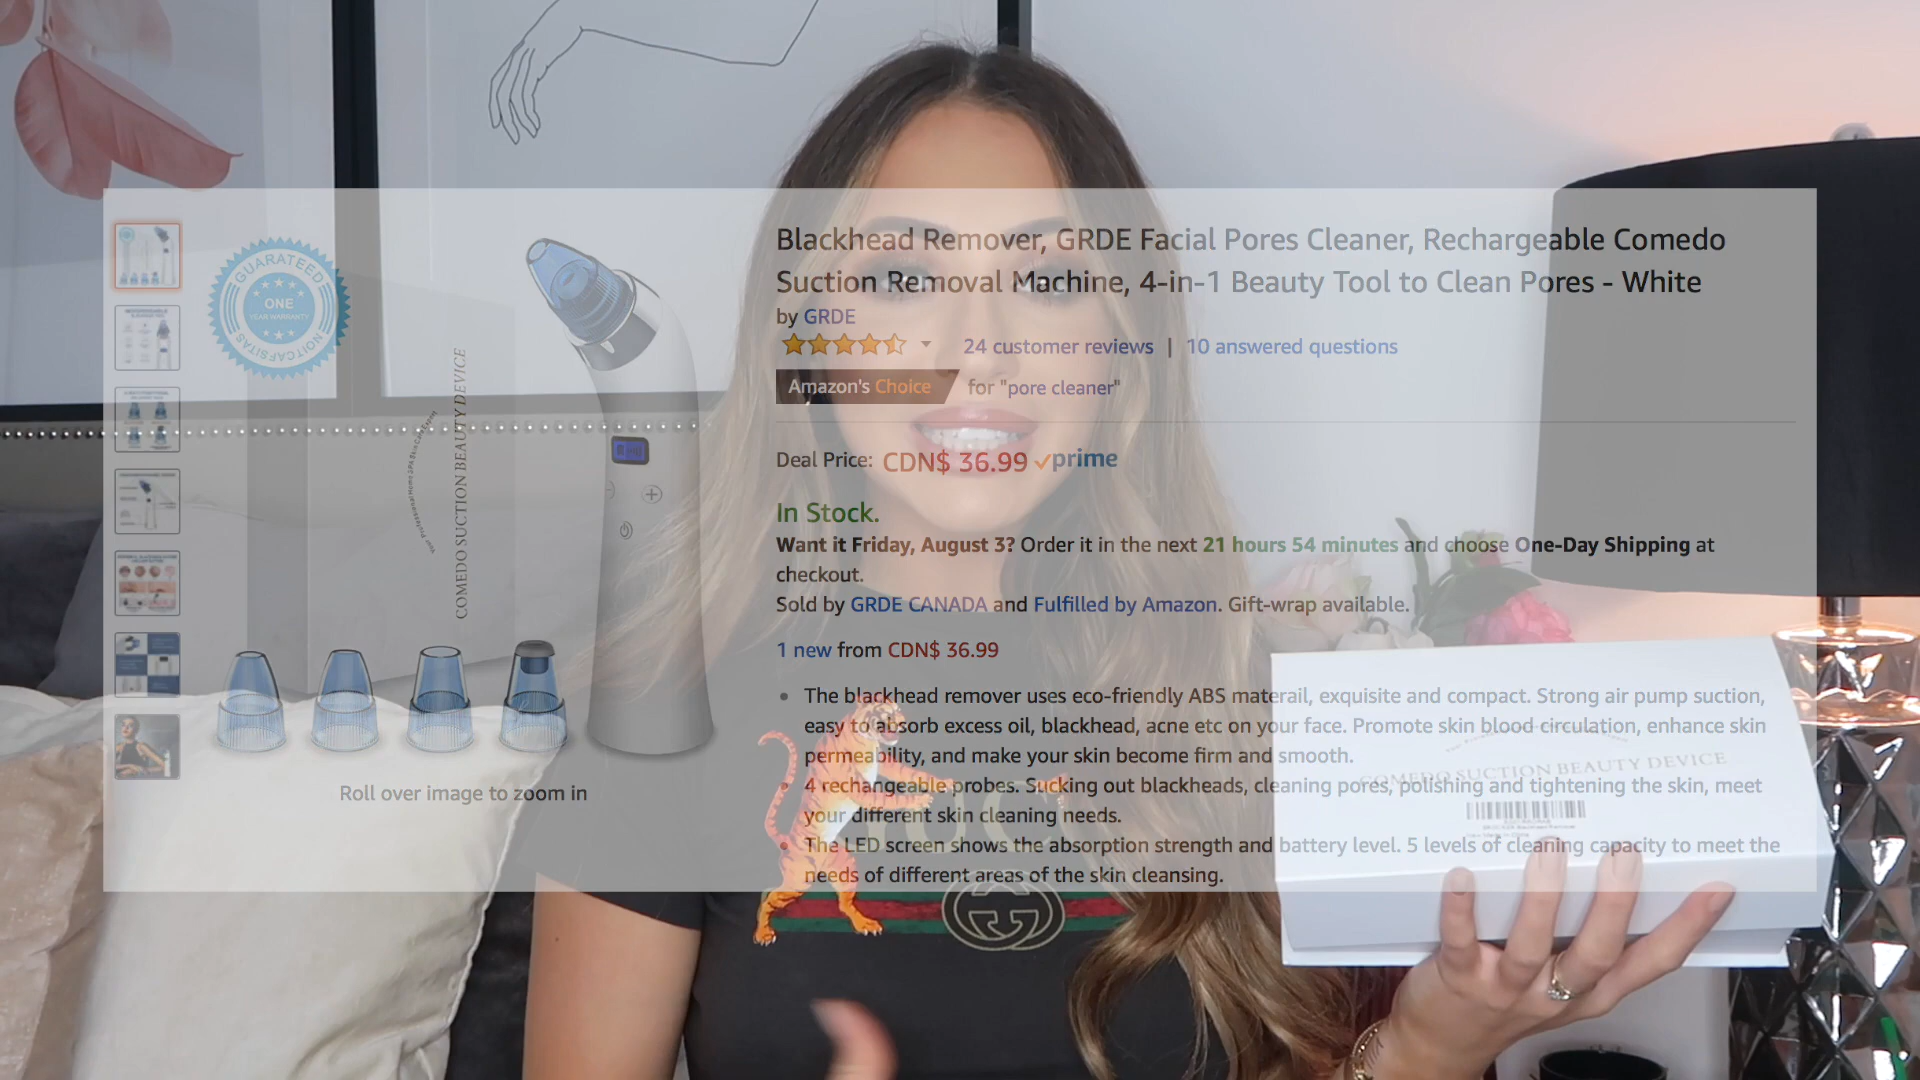 GUARATEED
ONE
YEAR WARRANTY
NOITCAFSITAS
COMEDO SUCTION BEAUTY DEVICE
Roll over image to zoom in
Blackhead Remover, GRDE Facial Pores Cleaner, Rechargeable Comedo
Suction Removal Machine, 4-in-1 Beauty Tool to Clean Pores - White
by GRDE
24 customer reviews | 10 answered questions
Amazon's Choice for "pore cleaner"
Deal Price: CDN$ 36.99 prime
In Stock.
Want it Friday, August 3? Order it in the next 21 hours 54 minutes and choose One-Day Shipping at
checkout.
Sold by GRDE CANADA and Fulfilled by Amazon. Gift-wrap available.
1 new from CDN$ 36.99
• The blackhead remover uses eco-friendly ABS materail, exquisite and compact. Strong air pump suction,
easy to absorb excess oil, blackhead, acne etc on your face. Promote skin blood circulation, enhance skin
permeability, and make your skin become firm and smooth.
• 4 rechargeable probes. Sucking out blackheads, cleaning pores, polishing and tightening the skin, meet
your different skin cleaning needs.
• The LED screen shows the absorption strength and battery level. 5 levels of cleaning capacity to meet the
needs of different areas of the skin cleansing.
COMEDO SUCTION BEAUTY DEVICE